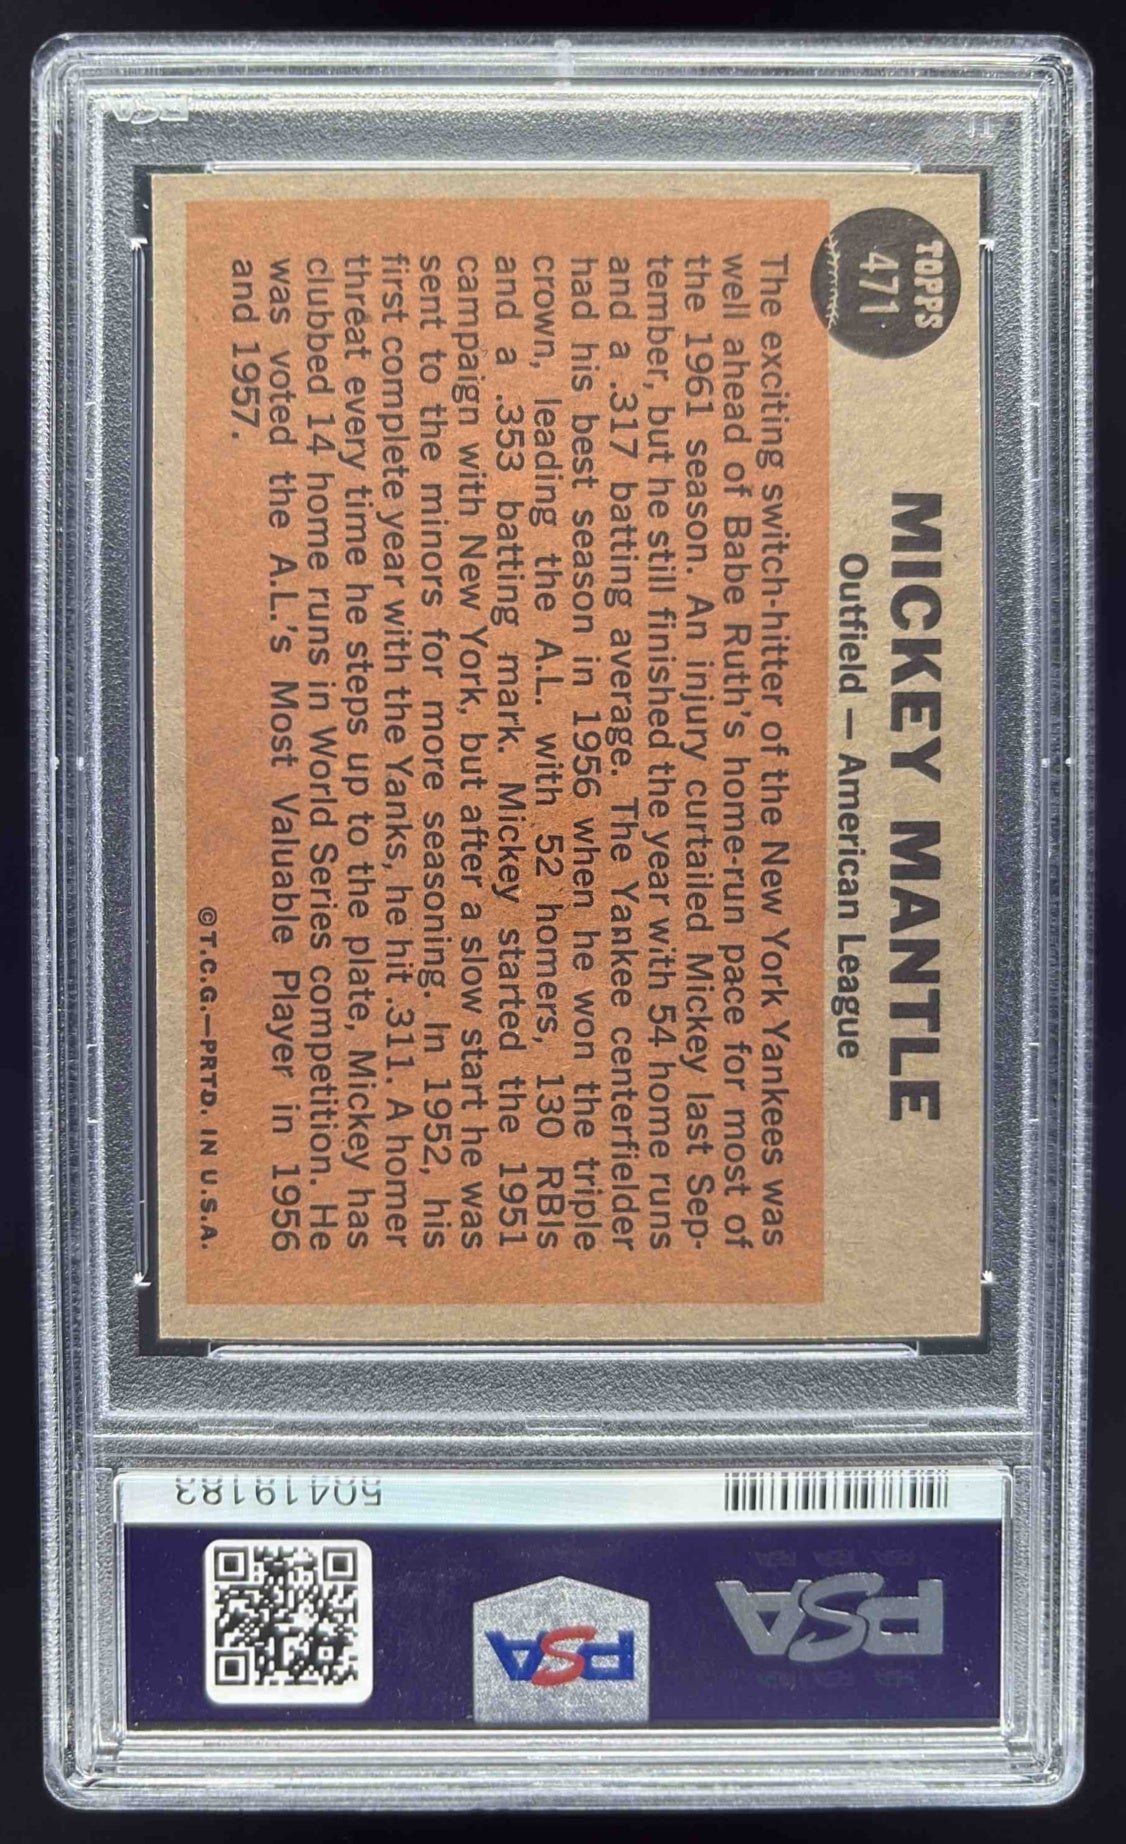 TOPPS
471
MICKEY MANTLE
Outfield — American League
The exciting switch-hitter of the New York Yankees was
well ahead of Babe Ruth's home-run pace for most of
the 1961 season. An injury curtailed Mickey last Sep-
tember, but he still finished the year with 54 home runs
and a .317 batting average. The Yankee centerfielder
had his best season in 1956 when he won the triple
crown, leading the A.L. with 52 homers, 130 RBIs
and a .353 batting mark. Mickey started the 1951
campaign with New York, but after a slow start he was
sent to the minors for more seasoning. In 1952, his
first complete year with the Yanks, he hit .311. A homer
threat every time he steps up to the plate, Mickey has
clubbed 14 home runs in World Series competition. He
was voted the A.L.'s Most Valuable Player in 1956
and 1957.
©T.C.G.—PRTD. IN U.S.A.
50419183
PSA
PSA
PSA